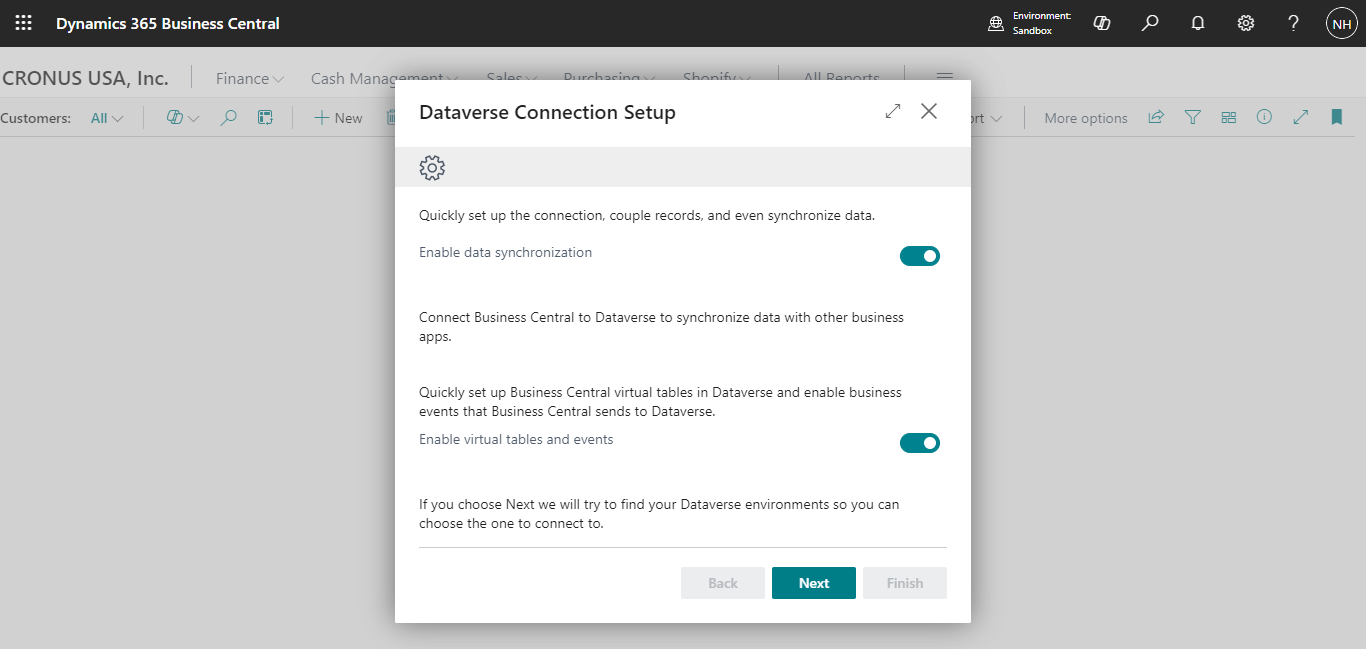 Dynamics 365 Business Central
Environment:
Sandbox
NH
CRONUS USA, Inc.
Finance
Cash Management
Sales
Purchasing
Shopify
All Reports
Customers:
All
New
ort
More options
Dataverse Connection Setup
Quickly set up the connection, couple records, and even synchronize data.
Enable data synchronization
Connect Business Central to Dataverse to synchronize data with other business
apps.
Quickly set up Business Central virtual tables in Dataverse and enable business
events that Business Central sends to Dataverse.
Enable virtual tables and events
If you choose Next we will try to find your Dataverse environments so you can
choose the one to connect to.
Back
Next
Finish